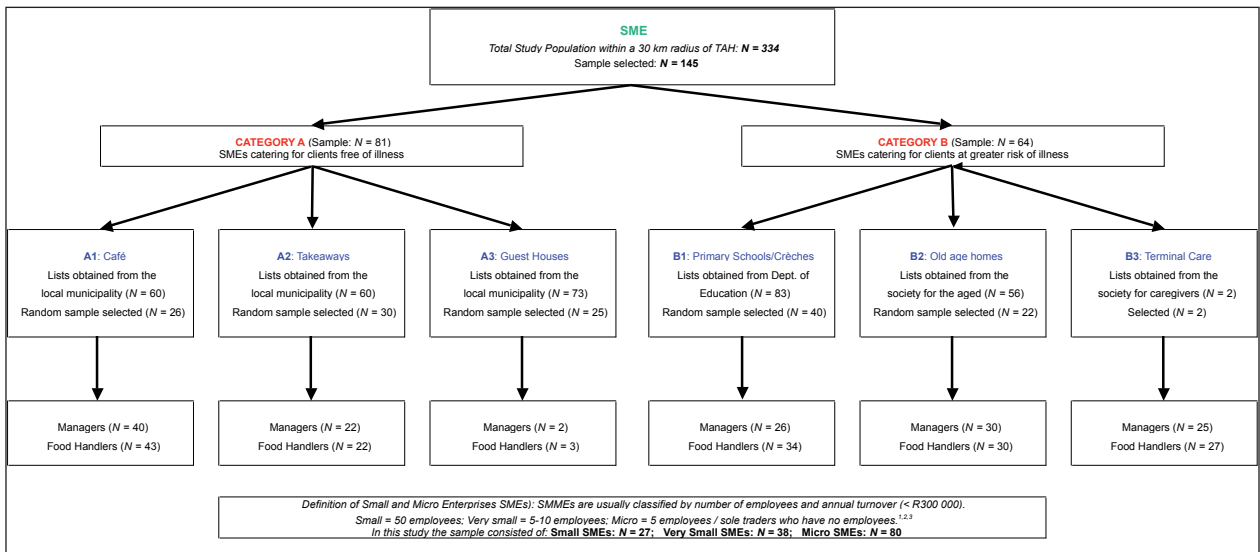 SME
Total Study Population within a 30 km radius of TAH: N = 334
Sample selected: N = 145
CATEGORY A (Sample: N = 81)
SMEs catering for clients free of illness
CATEGORY B (Sample: N = 64)
SMEs catering for clients at greater risk of illness
A1: Café
Lists obtained from the
local municipality (N = 60)
Random sample selected (N = 26)
A2: Takeaways
Lists obtained from the
local municipality (N = 60)
Random sample selected (N = 30)
A3: Guest Houses
Lists obtained from the
local municipality (N = 73)
Random sample selected (N = 25)
B1: Primary Schools/Crèches
Lists obtained from Dept. of
Education (N = 83)
Random sample selected (N = 40)
B2: Old age homes
Lists obtained from the
society for the aged (N = 56)
Random sample selected (N = 22)
B3: Terminal Care
Lists obtained from the
society for caregivers (N = 2)
Selected (N = 2)
Managers (N = 40)
Food Handlers (N = 43)
Managers (N = 22)
Food Handlers (N = 22)
Managers (N = 2)
Food Handlers (N = 3)
Managers (N = 26)
Food Handlers (N = 34)
Managers (N = 30)
Food Handlers (N = 30)
Managers (N = 25)
Food Handlers (N = 27)
Definition of Small and Micro Enterprises SMEs): SMMEs are usually classified by number of employees and annual turnover (< R300 000).
Small = 50 employees; Very small = 5-10 employees; Micro = 5 employees / sole traders who have no employees.1,2,3
In this study the sample consisted of: Small SMEs: N = 27; Very Small SMEs: N = 38; Micro SMEs: N = 80